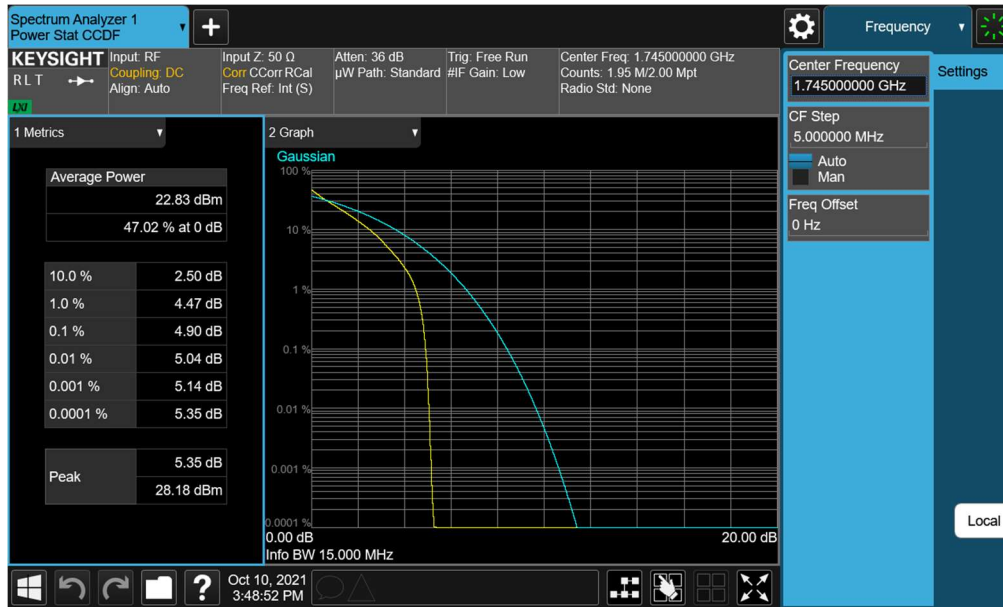 Spectrum Analyzer 1
Power Stat CCDF
Frequency
KEYSIGHT
R L T
LXI
Input: RF
Coupling: DC
Align: Auto
Input Z: 50 Ω
Corr CCorr RCal
Freq Ref: Int (S)
Atten: 36 dB
µW Path: Standard
Trig: Free Run
#IF Gain: Low
Center Freq: 1.745000000 GHz
Counts: 1.95 M/2.00 Mpt
Radio Std: None
Center Frequency
1.745000000 GHz
Settings
CF Step
5.000000 MHz
Auto
Man
Freq Offset
0 Hz
Local
1 Metrics
Average Power
22.83 dBm
47.02 % at 0 dB
10.0 % 2.50 dB
1.0 % 4.47 dB
0.1 % 4.90 dB
0.01 % 5.04 dB
0.001 % 5.14 dB
0.0001 % 5.35 dB
Peak 5.35 dB
28.18 dBm
2 Graph
Gaussian
100 %
10 %
1 %
0.1 %
0.01 %
0.001 %
0.0001 %
0.00 dB 20.00 dB
Info BW 15.000 MHz
?
Oct 10, 2021
3:48:52 PM